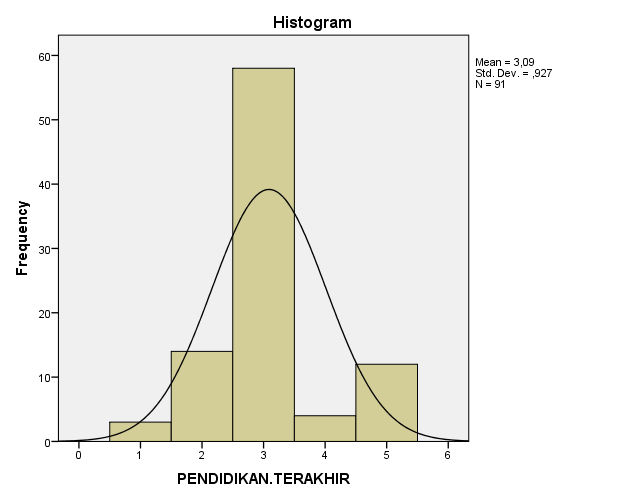 Histogram
Mean = 3,09
Std. Dev. = ,927
N = 91
Frequency
60
50
40
30
20
10
0
0 1 2 3 4 5 6
PENDIDIKAN.TERAKHIR